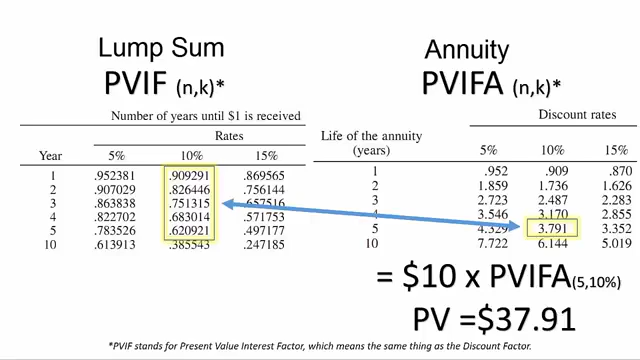 Lump Sum
PVIF (n,k)*
Number of years until $1 is received
Rates
Year 5% 10% 15%
1 .952381 .909291 .869565
2 .907029 .826446 .756144
3 .863838 .751315 .657516
4 .822702 .683014 .571753
5 .783526 .620921 .497177
10 .613913 .385543 .247185
Annuity
PVIFA (n,k)*
Discount rates
Life of the annuity
(years) 5% 10% 15%
1 .952 .909 .870
2 1.859 1.736 1.626
3 2.723 2.487 2.283
4 3.546 3.170 2.855
5 4.329 3.791 3.352
10 7.722 6.144 5.019
= $10 x PVIFA(5,10%)
PV =$37.91
*PVIF stands for Present Value Interest Factor, which means the same thing as the Discount Factor.